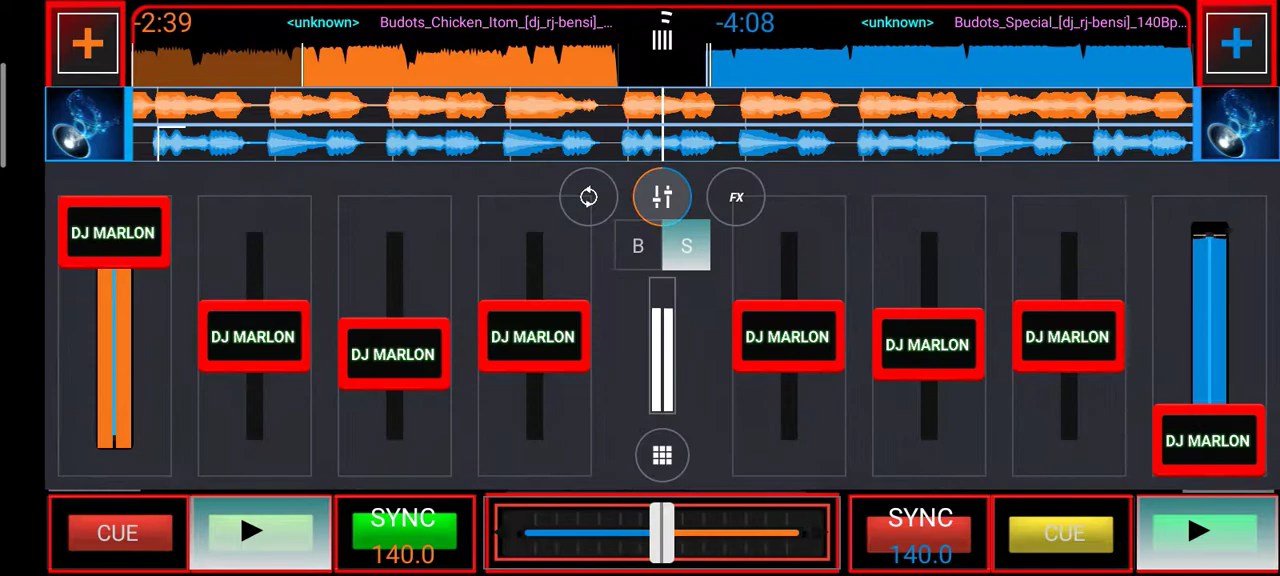 -2:39 <unknown> Budots_Chicken_Itom_[dj_rj-bensi]_... -4:08 <unknown> Budots_Special_[dj_rj-bensi]_140Bp...
FX
B S
DJ MARLON
DJ MARLON
DJ MARLON
DJ MARLON
DJ MARLON
DJ MARLON
DJ MARLON
DJ MARLON
CUE SYNC SYNC CUE
140.0 140.0